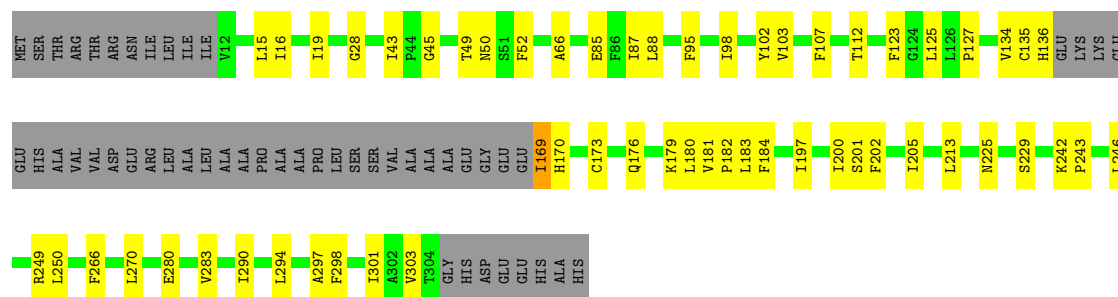 MET SER THR ARG THR ARG ASN ILE LEU ILE ILE V12 L15 I16 I19 G28 I43 P44 G45 T49 N50 S51 F52 A66 E85 F86 I87 L88 F95 I98 Y102 V103 F107 T112 F123 G124 L125 L126 P127 V134 C135 H136 GLU LYS LYS GLU
GLU HIS ALA VAL VAL ASP GLU ARG LEU ALA LEU ALA ALA PRO ALA ALA PRO LEU SER SER VAL ALA ALA ALA GLU GLY GLU GLU I169 H170 C173 Q176 K179 L180 V181 P182 L183 F184 I197 I200 S201 F202 I205 L213 N225 S229 K242 P243 L246
R249 L250 F266 L270 E280 V283 I290 L294 A297 F298 I301 A302 V303 T304 GLY HIS ASP GLU GLU HIS ALA HIS